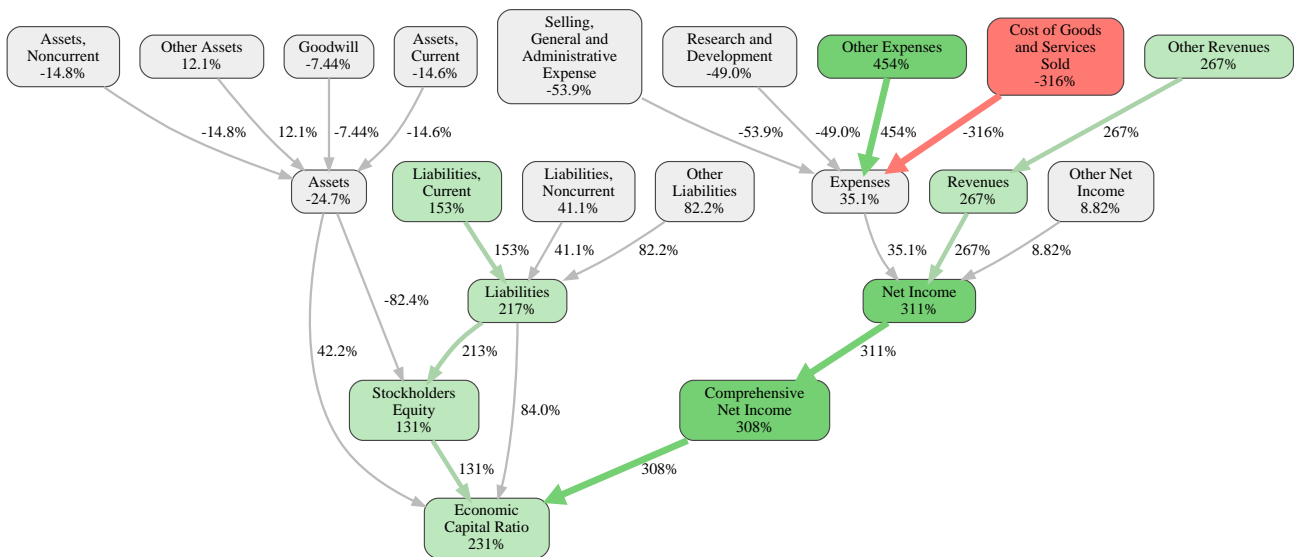 Assets,
Noncurrent
-14.8%
Other Assets
12.1%
Goodwill
-7.44%
Assets,
Current
-14.6%
Selling,
General and
Administrative
Expense
-53.9%
Research and
Development
-49.0%
Other Expenses
454%
Cost of Goods
and Services
Sold
-316%
Other Revenues
267%
-14.8%
12.1%
-7.44%
-14.6%
-53.9%
-49.0%
454%
-316%
267%
Assets
-24.7%
Liabilities,
Current
153%
Liabilities,
Noncurrent
41.1%
Other
Liabilities
82.2%
Expenses
35.1%
Revenues
267%
Other Net
Income
8.82%
-82.4%
153%
41.1%
82.2%
35.1%
267%
8.82%
Liabilities
217%
Net Income
311%
42.2%
213%
84.0%
311%
Stockholders
Equity
131%
Comprehensive
Net Income
308%
131%
308%
Economic
Capital Ratio
231%